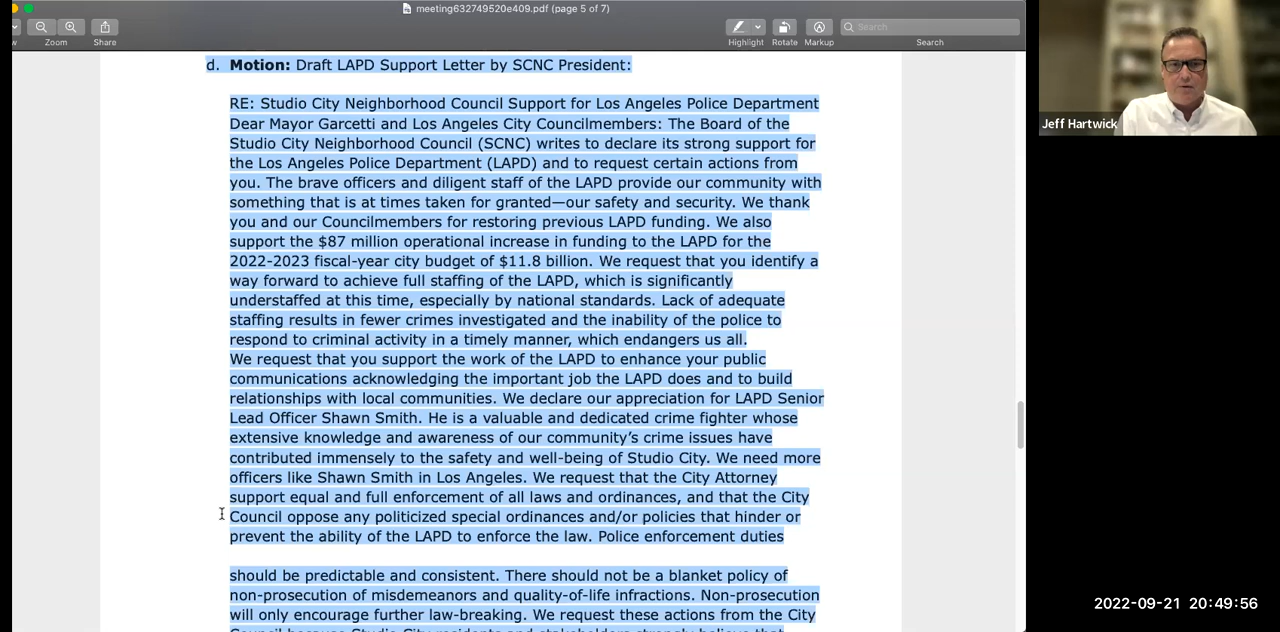 meeting632749520e409.pdf (page 5 of 7)
w
Zoom
Share
Highlight
Rotate
Markup
Search
Search
d. Motion: Draft LAPD Support Letter by SCNC President:
RE: Studio City Neighborhood Council Support for Los Angeles Police Department
Dear Mayor Garcetti and Los Angeles City Councilmembers: The Board of the
Studio City Neighborhood Council (SCNC) writes to declare its strong support for
the Los Angeles Police Department (LAPD) and to request certain actions from
you. The brave officers and diligent staff of the LAPD provide our community with
something that is at times taken for granted—our safety and security. We thank
you and our Councilmembers for restoring previous LAPD funding. We also
support the $87 million operational increase in funding to the LAPD for the
2022-2023 fiscal-year city budget of $11.8 billion. We request that you identify a
way forward to achieve full staffing of the LAPD, which is significantly
understaffed at this time, especially by national standards. Lack of adequate
staffing results in fewer crimes investigated and the inability of the police to
respond to criminal activity in a timely manner, which endangers us all.
We request that you support the work of the LAPD to enhance your public
communications acknowledging the important job the LAPD does and to build
relationships with local communities. We declare our appreciation for LAPD Senior
Lead Officer Shawn Smith. He is a valuable and dedicated crime fighter whose
extensive knowledge and awareness of our community’s crime issues have
contributed immensely to the safety and well-being of Studio City. We need more
officers like Shawn Smith in Los Angeles. We request that the City Attorney
support equal and full enforcement of all laws and ordinances, and that the City
Council oppose any politicized special ordinances and/or policies that hinder or
prevent the ability of the LAPD to enforce the law. Police enforcement duties
should be predictable and consistent. There should not be a blanket policy of
non-prosecution of misdemeanors and quality-of-life infractions. Non-prosecution
will only encourage further law-breaking. We request these actions from the City
Council because Studio City residents and stakeholders strongly believe that
Jeff Hartwick
2022-09-21 20:49:56